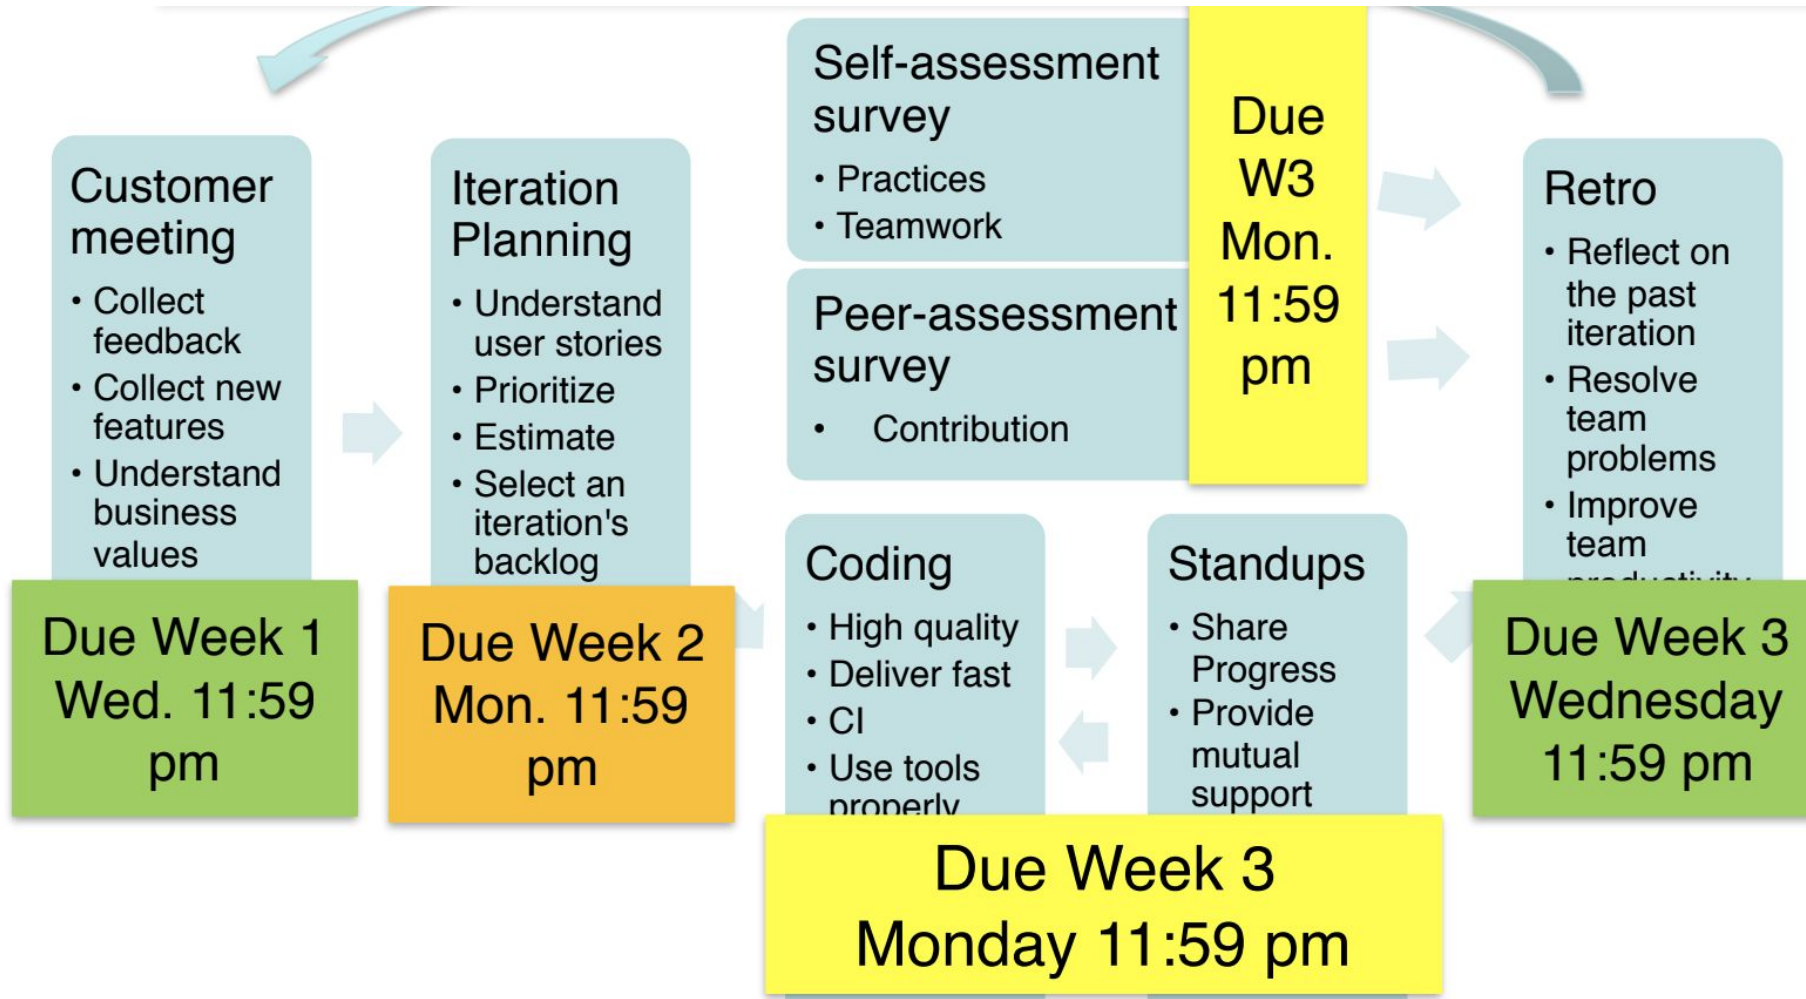 Customer
meeting
• Collect
feedback
• Collect new
features
• Understand
business
values
Due Week 1
Wed. 11:59
pm
Iteration
Planning
• Understand
user stories
• Prioritize
• Estimate
• Select an
iteration's
backlog
Due Week 2
Mon. 11:59
pm
Self-assessment
survey
• Practices
• Teamwork
Peer-assessment
survey
• Contribution
Due
W3
Mon.
11:59
pm
Coding
• High quality
• Deliver fast
• CI
• Use tools
properly
Standups
• Share
Progress
• Provide
mutual
support
Due Week 3
Monday 11:59 pm
Retro
• Reflect on
the past
iteration
• Resolve
team
problems
• Improve
team
productivity
Due Week 3
Wednesday
11:59 pm